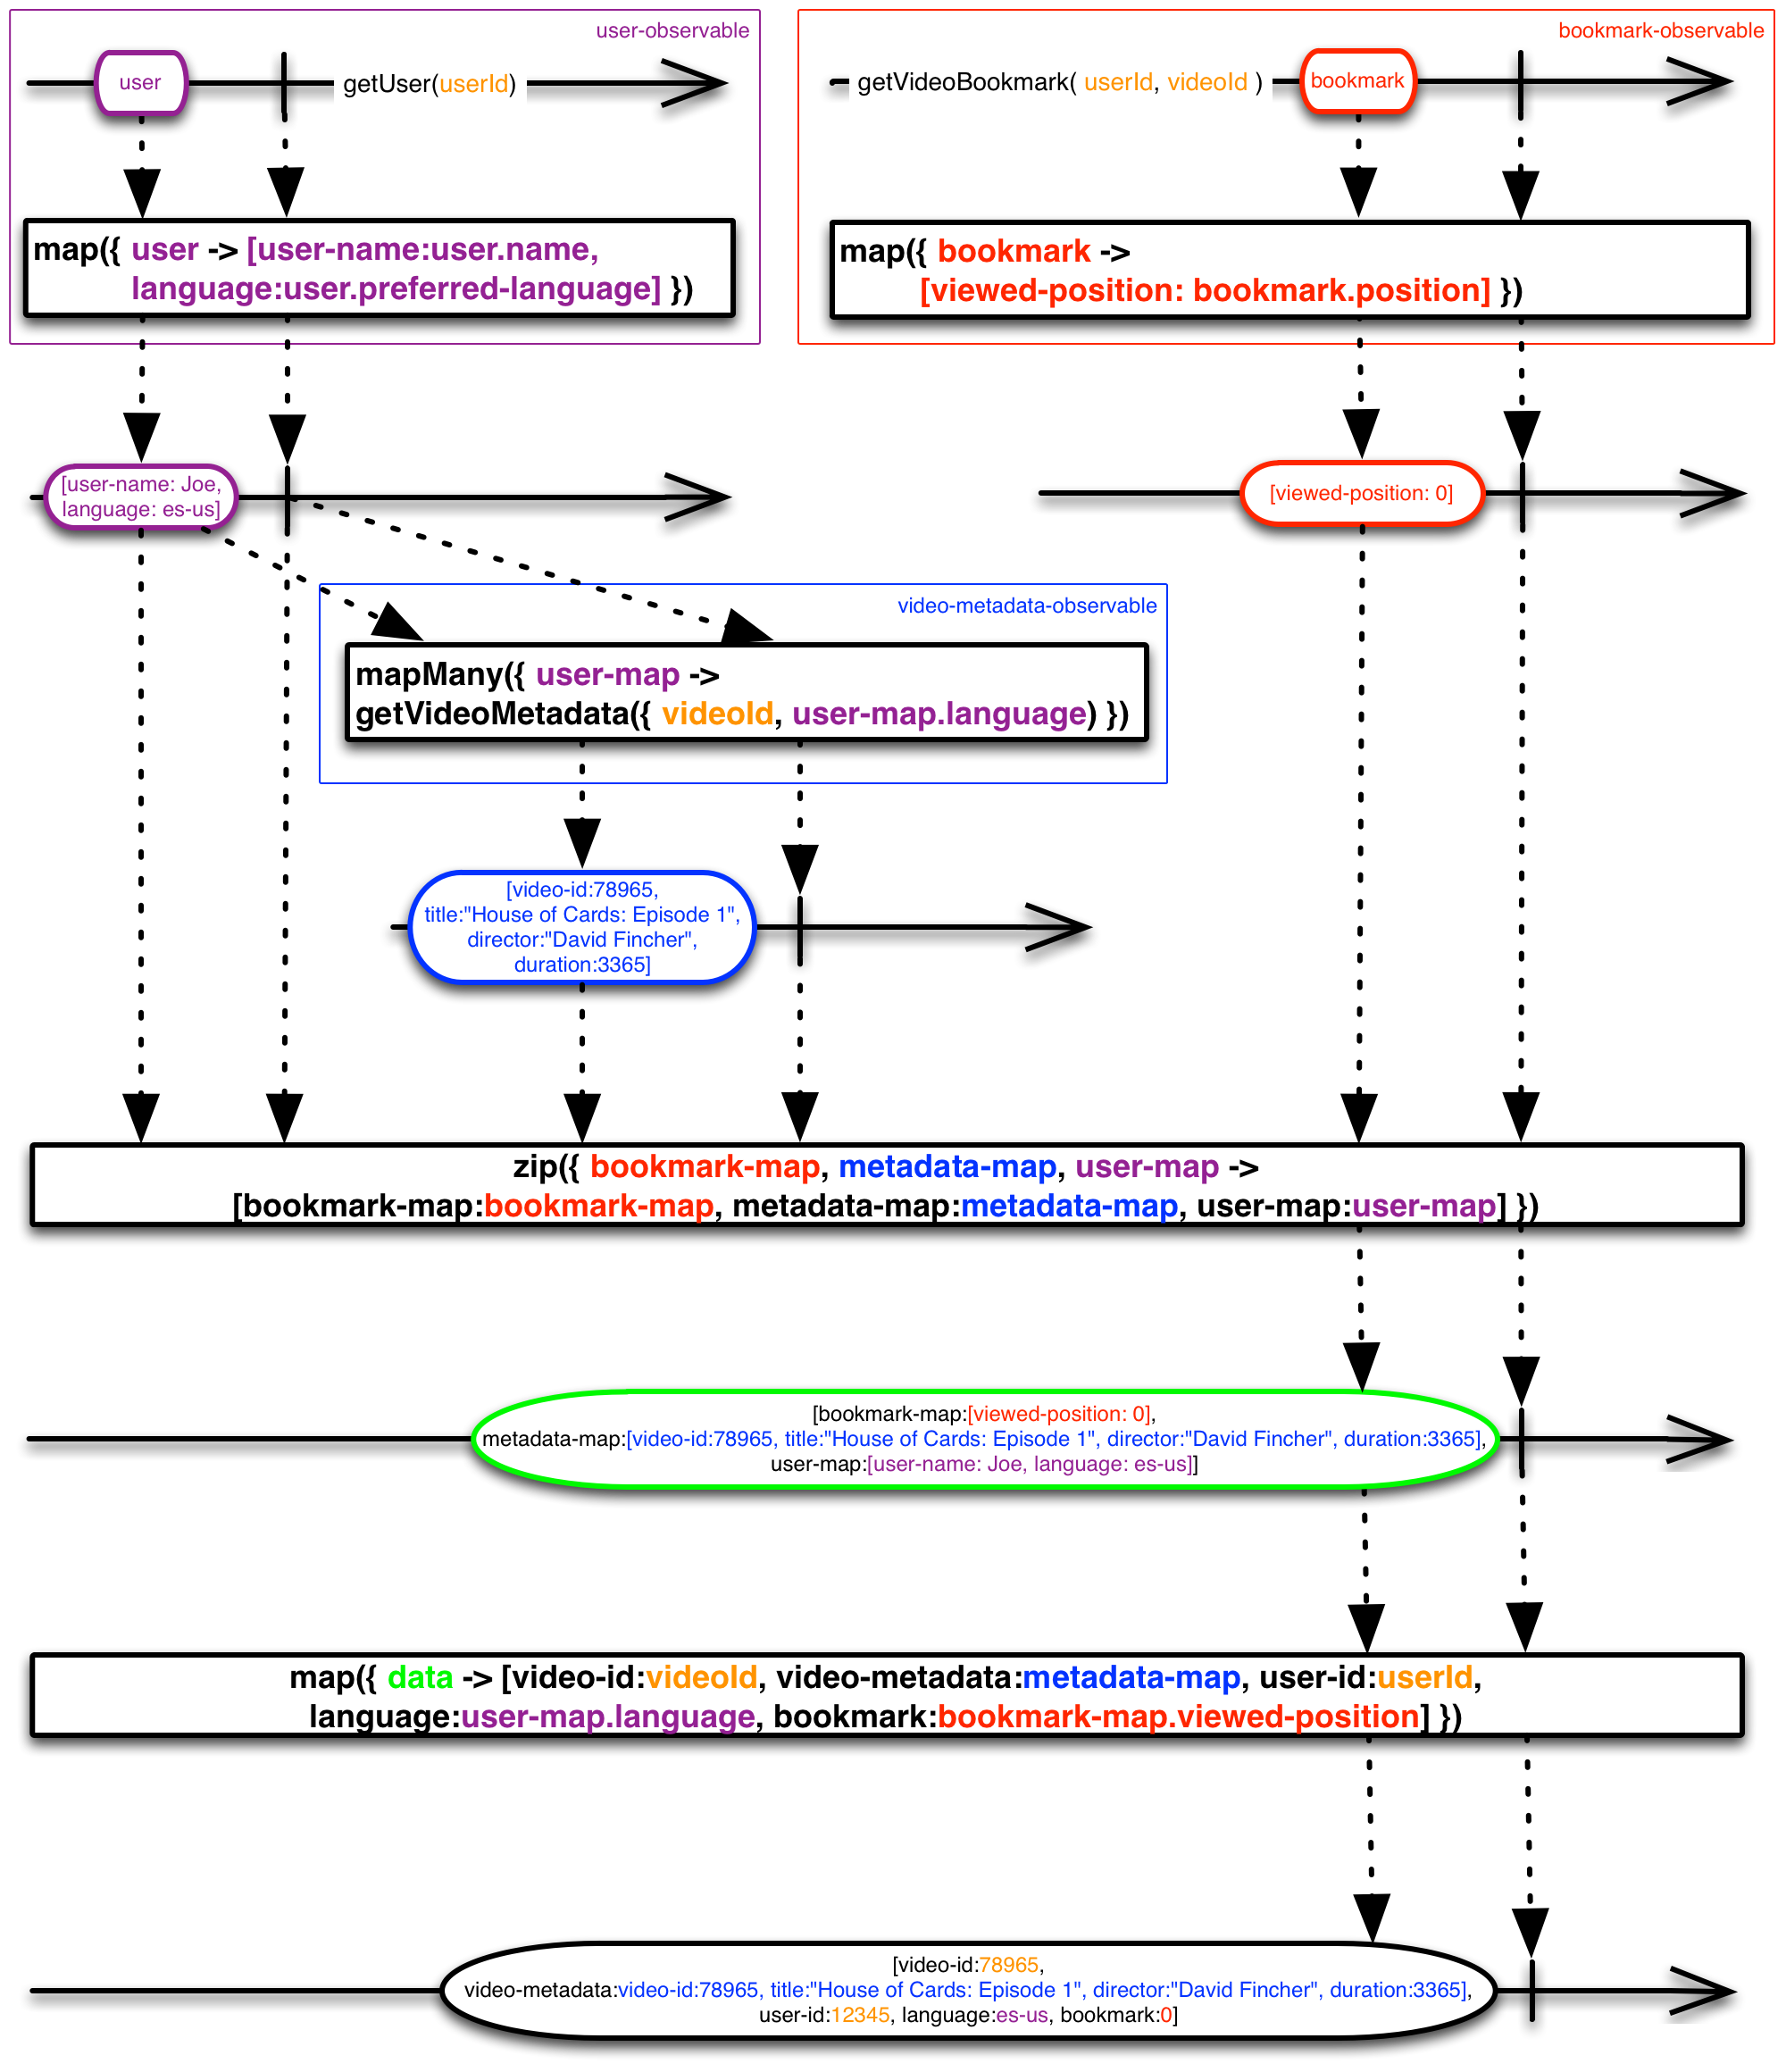 user-observable
user
getUser(userId)
map({ user -> [user-name:user.name,
language:user.preferred-language] })
bookmark-observable
getVideoBookmark( userId, videoId )
bookmark
map({ bookmark ->
[viewed-position: bookmark.position] })
[user-name: Joe,
language: es-us]
[viewed-position: 0]
video-metadata-observable
mapMany({ user-map ->
getVideoMetadata({ videoId, user-map.language) })
[video-id:78965,
title:"House of Cards: Episode 1",
director:"David Fincher",
duration:3365]
zip({ bookmark-map, metadata-map, user-map ->
[bookmark-map:bookmark-map, metadata-map:metadata-map, user-map:user-map] })
[bookmark-map:[viewed-position: 0],
metadata-map:[video-id:78965, title:"House of Cards: Episode 1", director:"David Fincher", duration:3365],
user-map:[user-name: Joe, language: es-us]]
map({ data -> [video-id:videoId, video-metadata:metadata-map, user-id:userId,
language:user-map.language, bookmark:bookmark-map.viewed-position] })
[video-id:78965,
video-metadata:video-id:78965, title:"House of Cards: Episode 1", director:"David Fincher", duration:3365],
user-id:12345, language:es-us, bookmark:0]